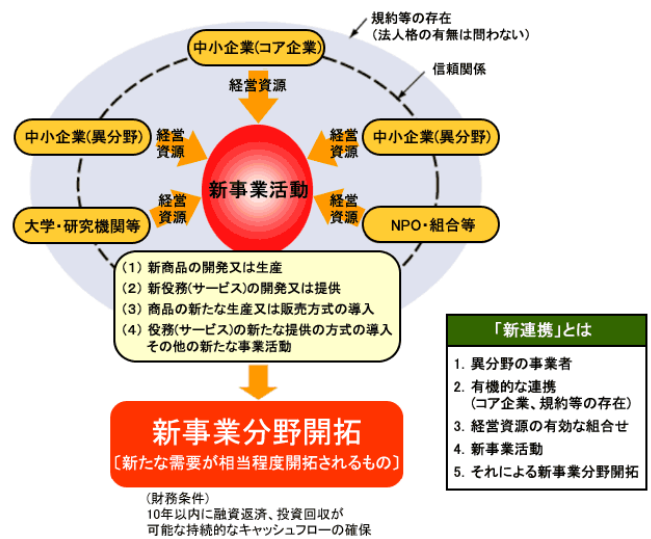 規約等の存在
(法人格の有無は問わない)
中小企業(コア企業)
信頼関係
経営資源
中小企業(異分野)
経営
資源
経営
資源
中小企業(異分野)
新事業活動
大学・研究機関等
経営
資源
経営
資源
NPO・組合等
(1) 新商品の開発又は生産
(2) 新役務(サービス)の開発又は提供
(3) 商品の新たな生産又は販売方式の導入
(4) 役務(サービス)の新たな提供の方式の導入
その他の新たな事業活動
新事業分野開拓
〔新たな需要が相当程度開拓されるもの〕
(財務条件)
10年以内に融資返済、投資回収が
可能な持続的なキャッシュフローの確保
「新連携」とは
1. 異分野の事業者
2. 有機的な連携
(コア企業、規約等の存在)
3. 経営資源の有効な組合せ
4. 新事業活動
5. それによる新事業分野開拓